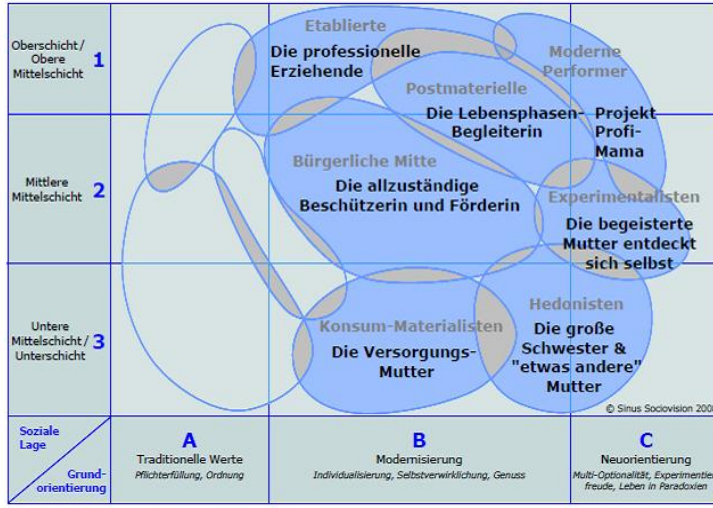 Oberschicht /
Obere
Mittelschicht
1
Etablierte
Die professionelle
Erziehende
Moderne
Performer
Postmaterielle
Die Lebensphasen-
Begleiterin
Projekt
Profi-
Mama
Mittlere
Mittelschicht
2
Bürgerliche Mitte
Die allzuständige
Beschützerin und Förderin
Experimentalisten
Die begeisterte
Mutter entdeckt
sich selbst
Untere
Mittelschicht /
Unterschicht
3
Konsum-Materialisten
Die Versorgungs-
Mutter
Hedonisten
Die große
Schwester &
"etwas andere"
Mutter
© Sinus Sociovision 200
Soziale
Lage
Grund-
orientierung
A
Traditionelle Werte
Pflichterfüllung, Ordnung
B
Modernisierung
Individualisierung, Selbstverwirklichung, Genuss
C
Neuorientierung
Multi-Optionalität, Experimentier
freude, Leben in Paradoxien